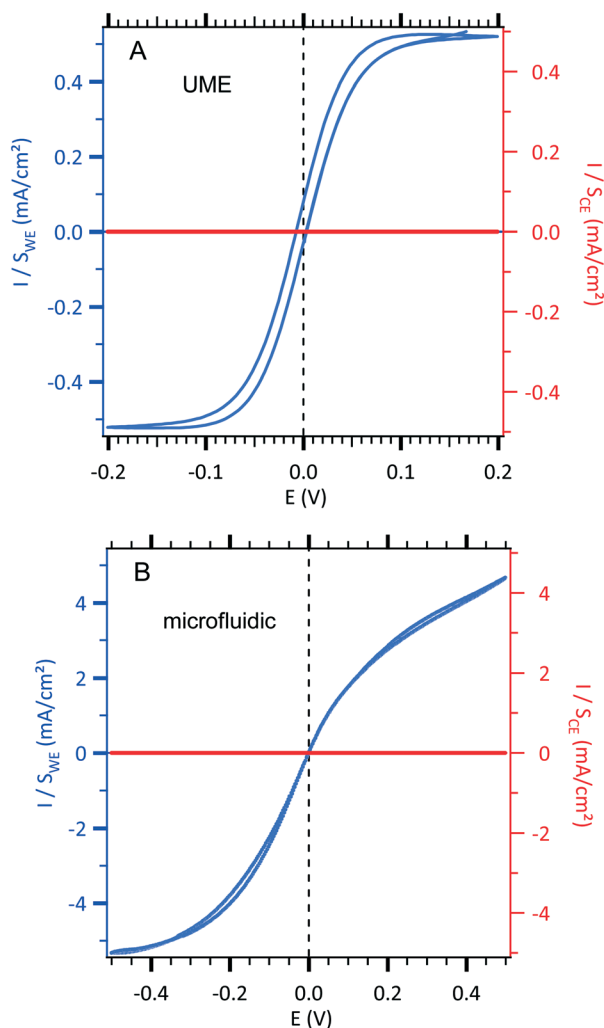 A
UME
0.4
0.2
0.0
-0.2
-0.4
I / S_WE (mA/cm²)
0.4
0.2
0.0
-0.2
-0.4
I / S_CE (mA/cm²)
-0.2 -0.1 0.0 0.1 0.2
E (V)
B
microfluidic
4
2
0
-2
-4
I / S_WE (mA/cm²)
4
2
0
-2
-4
I / S_CE (mA/cm²)
-0.4 -0.2 0.0 0.2 0.4
E (V)